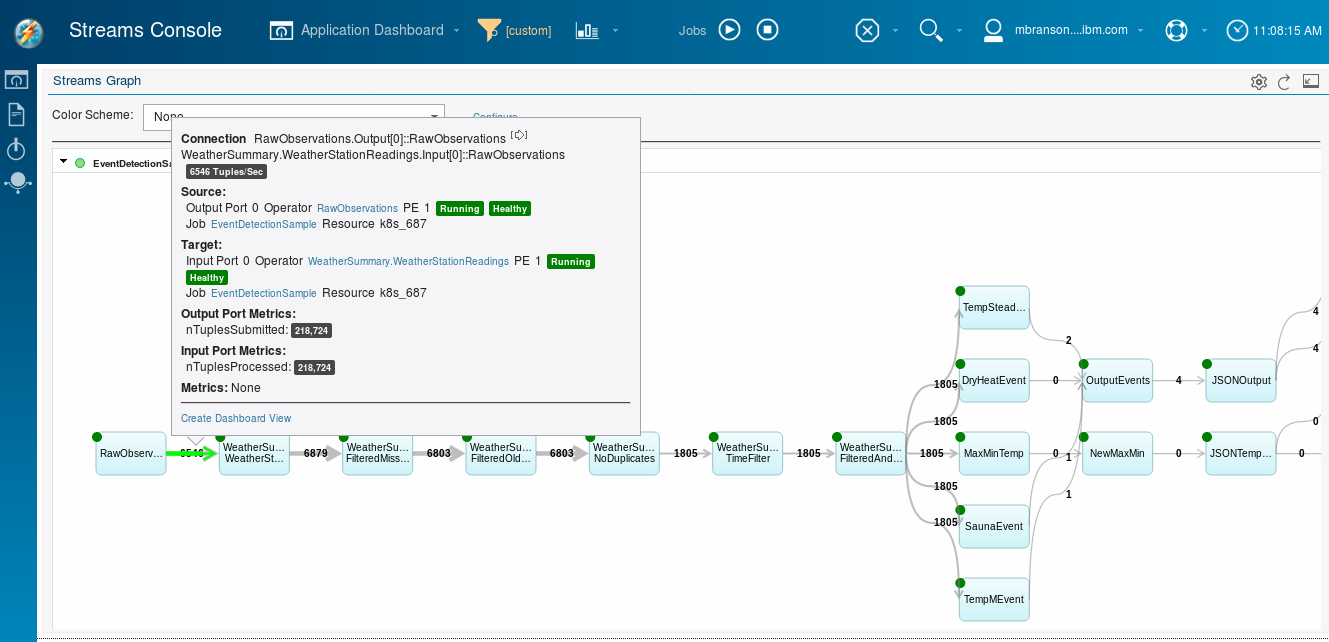 Streams Console
Application Dashboard
[custom]
Jobs
mbranson....ibm.com
11:08:15 AM
Streams Graph
Color Scheme:
None
Configure
EventDetectionSa
Connection RawObservations.Output[0]::RawObservations
WeatherSummary.WeatherStationReadings.Input[0]::RawObservations
6546 Tuples/Sec
Source:
Output Port 0 Operator RawObservations PE 1 Running Healthy
Job EventDetectionSample Resource k8s_687
Target:
Input Port 0 Operator WeatherSummary.WeatherStationReadings PE 1 Running
Healthy
Job EventDetectionSample Resource k8s_687
Output Port Metrics:
nTuplesSubmitted: 218,724
Input Port Metrics:
nTuplesProcessed: 218,724
Metrics: None
Create Dashboard View
RawObserv...
6546
WeatherSu...
WeatherSt...
6879
WeatherSu...
FilteredMiss...
6803
WeatherSu...
FilteredOld...
6803
WeatherSu...
NoDuplicates
1805
WeatherSu...
TimeFilter
1805
WeatherSu...
FilteredAnd...
1805
1805
1805
1805
1805
TempStead...
DryHeatEvent
MaxMinTemp
SaunaEvent
TempMEvent
2
0
0
1
1
OutputEvents
NewMaxMin
4
0
JSONOutput
JSONTemp...
4
4
0
0